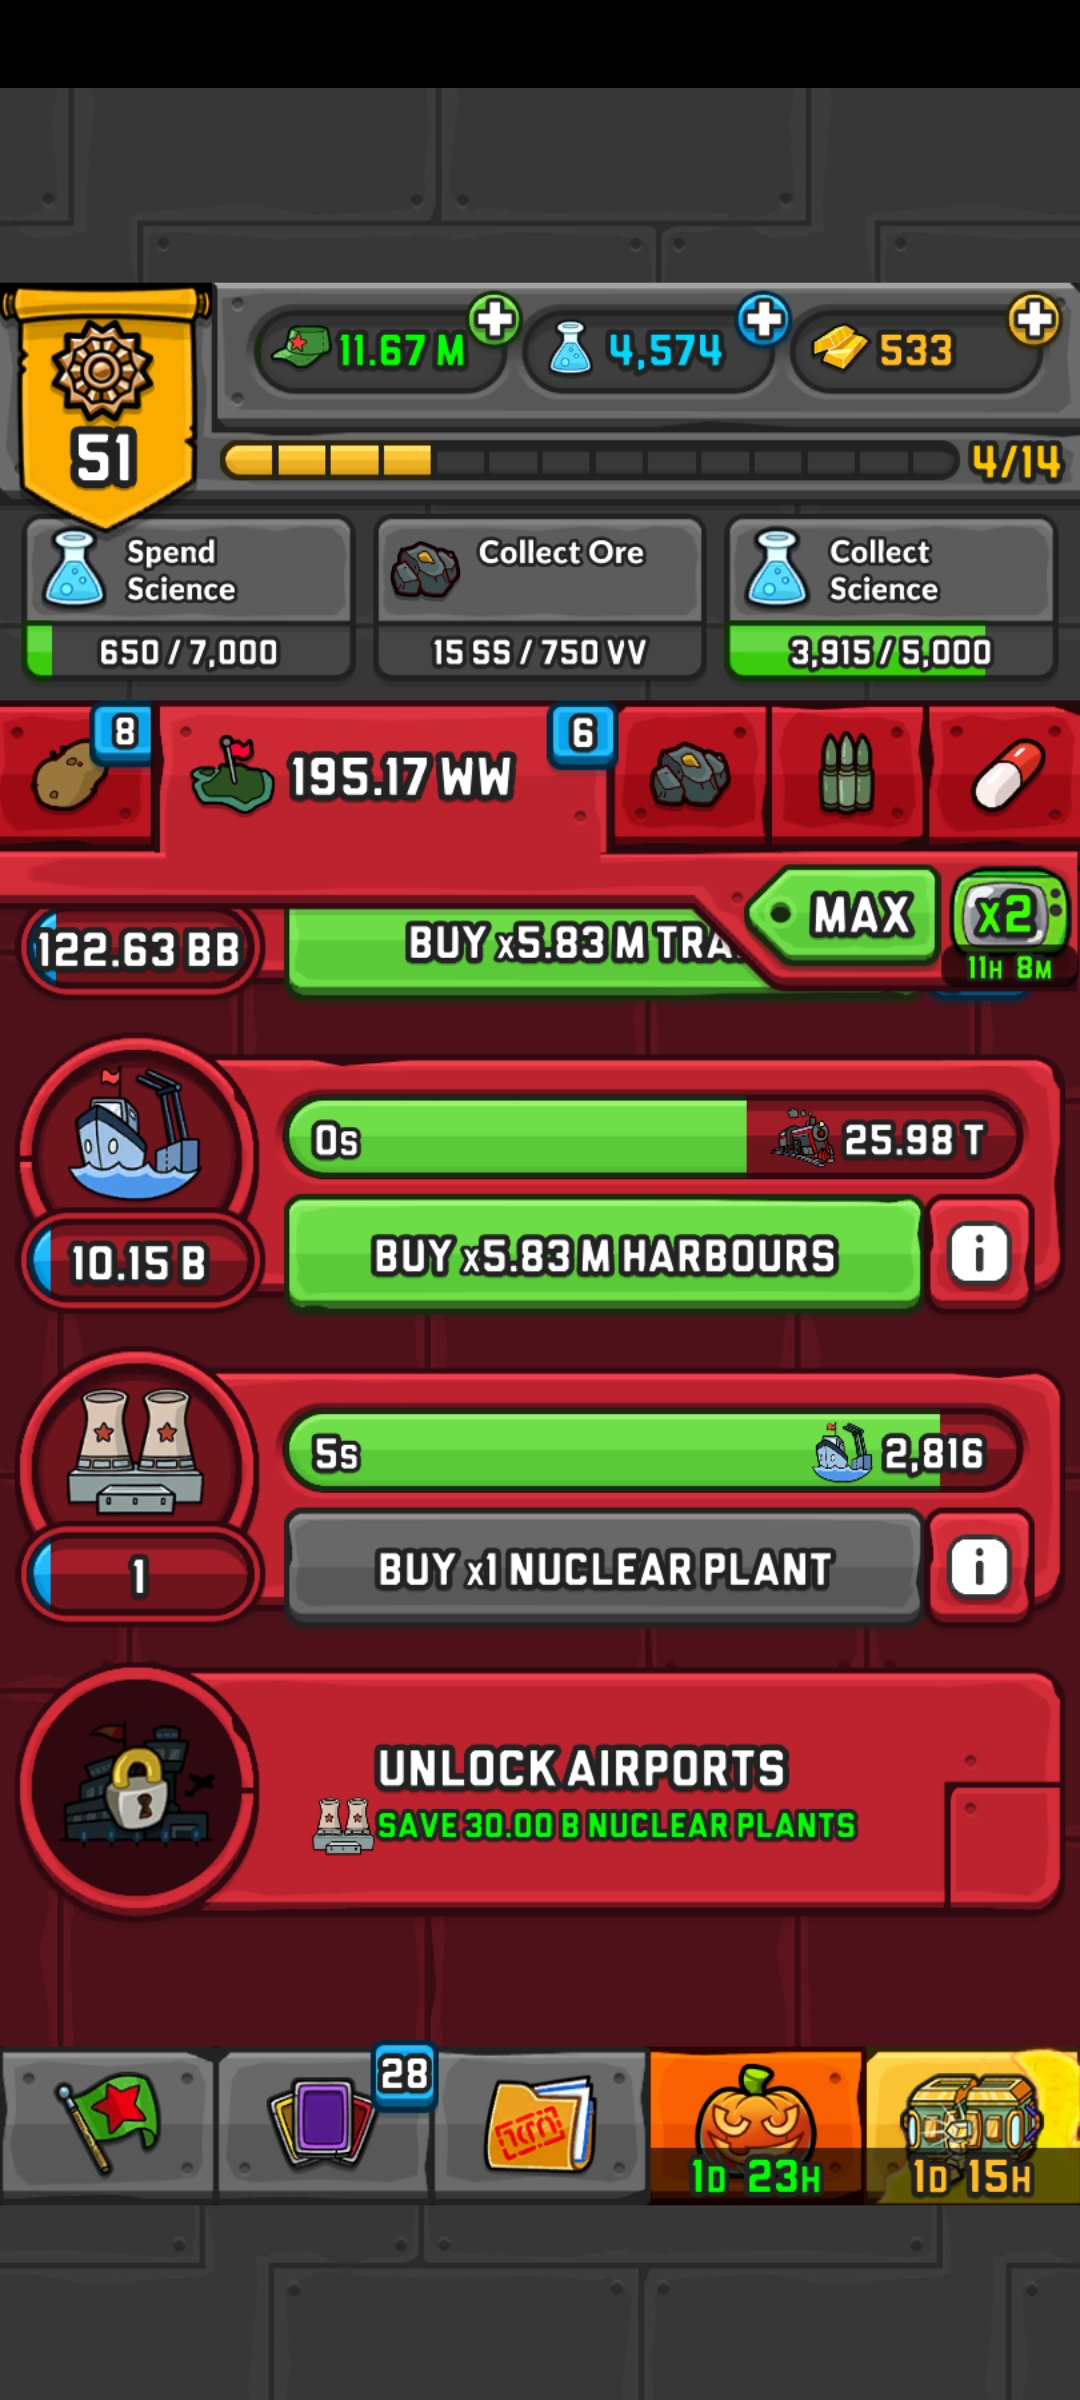 11.67 M
4,574
533
51
4/14
Spend
Science
Collect Ore
Collect
Science
650 / 7,000
15 SS / 750 VV
3,915 / 5,000
8
195.17 WW
6
MAX
x2
11H 8M
122.63 BB
BUY x5.83 M TRA
0s
25.98 T
10.15 B
BUY x5.83 M HARBOURS
i
5s
2,816
1
BUY x1 NUCLEAR PLANT
i
UNLOCK AIRPORTS
SAVE 30.00 B NUCLEAR PLANTS
28
1D 23H
1D 15H